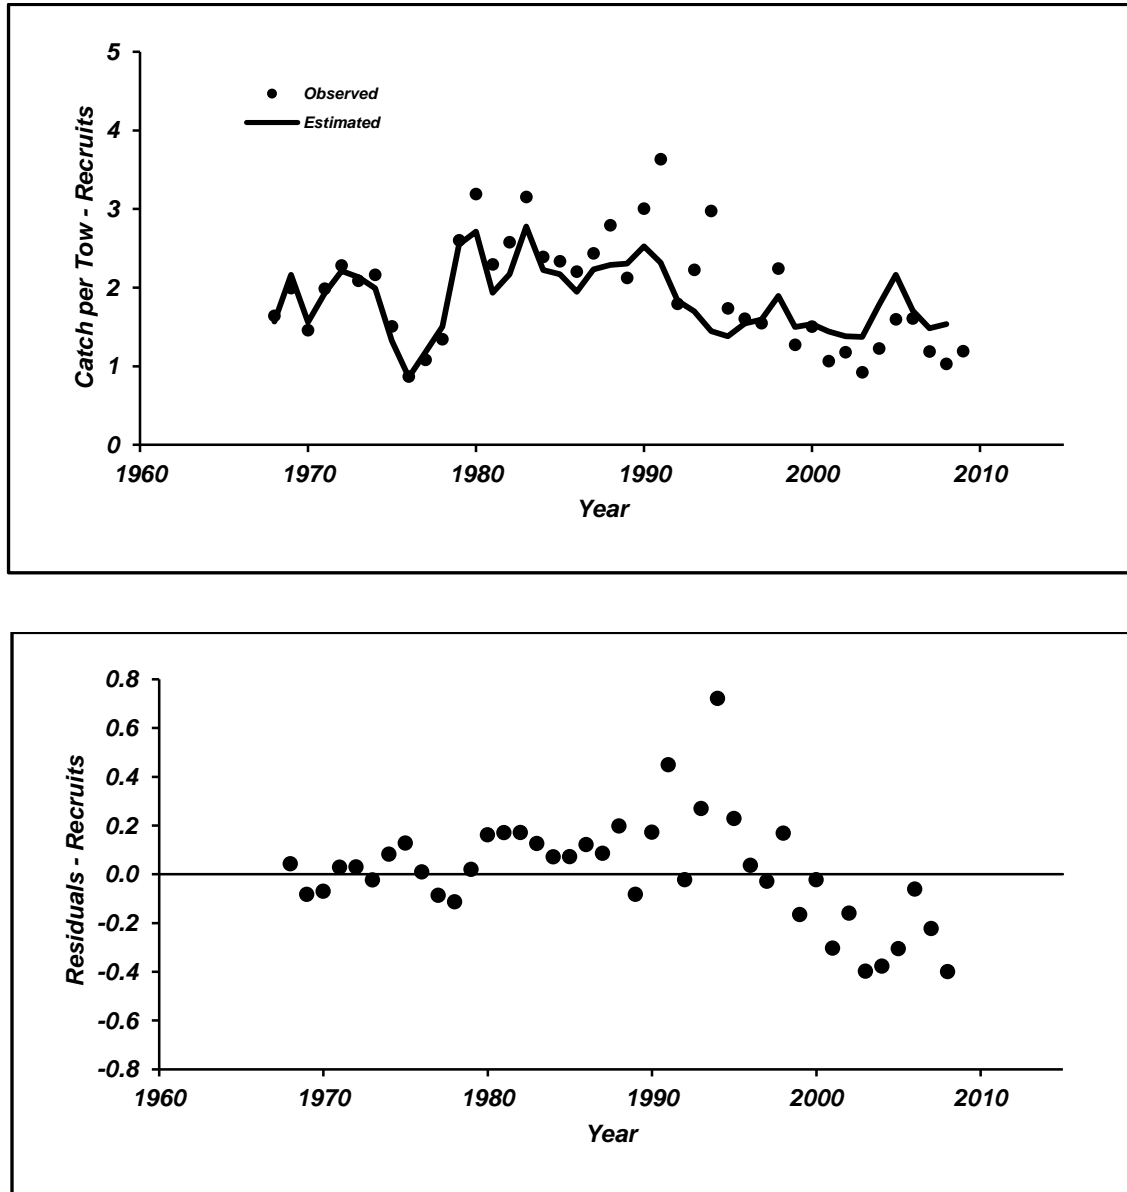 5
4
3
2
1
0
Catch per Tow - Recruits
Observed
Estimated
1960 1970 1980 1990 2000 2010
Year
0.8
0.6
0.4
0.2
0.0
-0.2
-0.4
-0.6
-0.8
Residuals - Recruits
1960 1970 1980 1990 2000 2010
Year